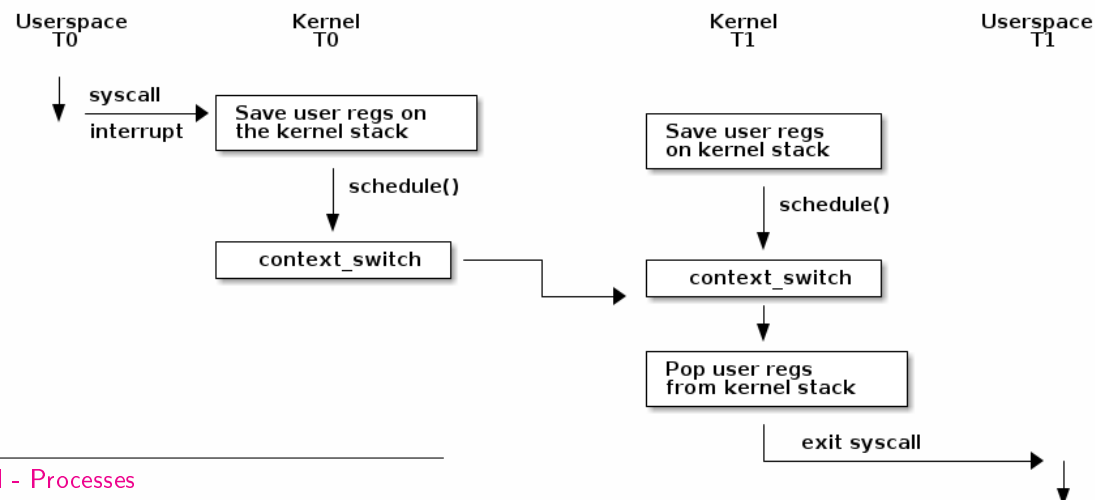 Userspace
T0
Kernel
T0
Kernel
T1
Userspace
T1
syscall
interrupt
Save user regs on
the kernel stack
schedule()
context_switch
Save user regs
on kernel stack
schedule()
context_switch
Pop user regs
from kernel stack
exit syscall
- Processes